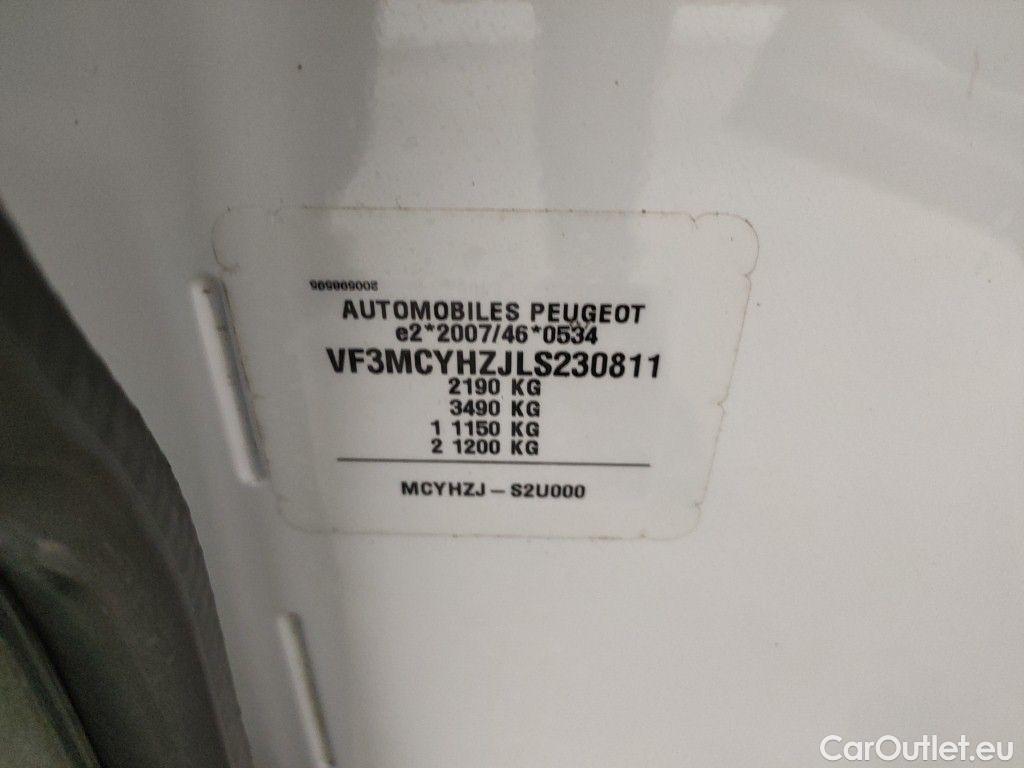 AUTOMOBILES PEUGEOT
e2*2007/46*0534
VF3MCYHZJLS230811
2190 KG
3490 KG
1 1150 KG
2 1200 KG
MCYHZJ – S2U000
CarOutlet.eu